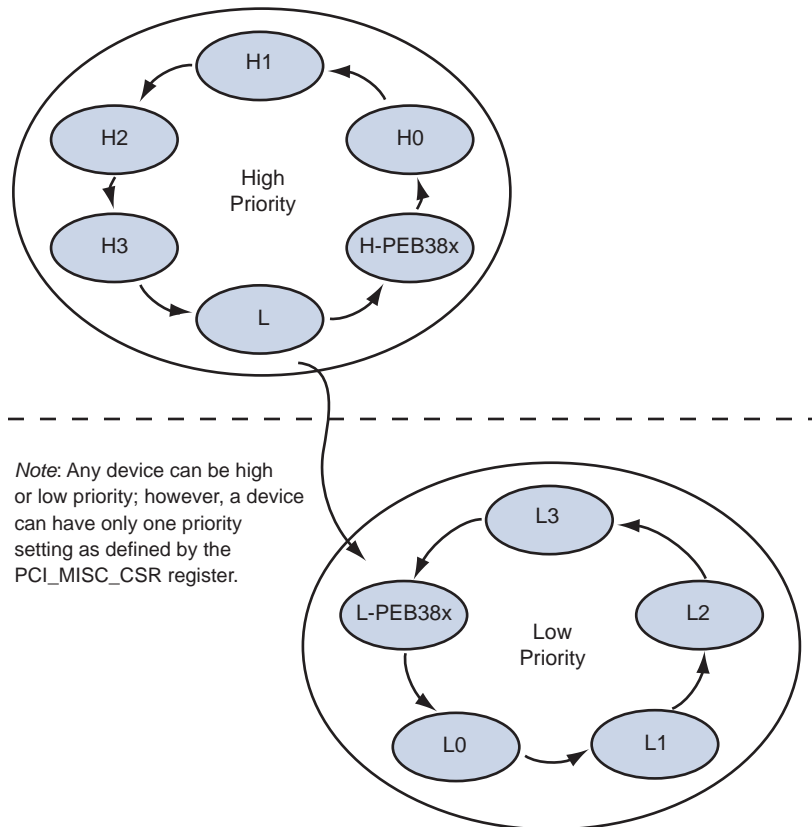 H1
H2
H0
High
Priority
H3
H-PEB38x
L
Note: Any device can be high
or low priority; however, a device
can have only one priority
setting as defined by the
PCI_MISC_CSR register.
L3
L-PEB38x
L2
Low
Priority
L0
L1